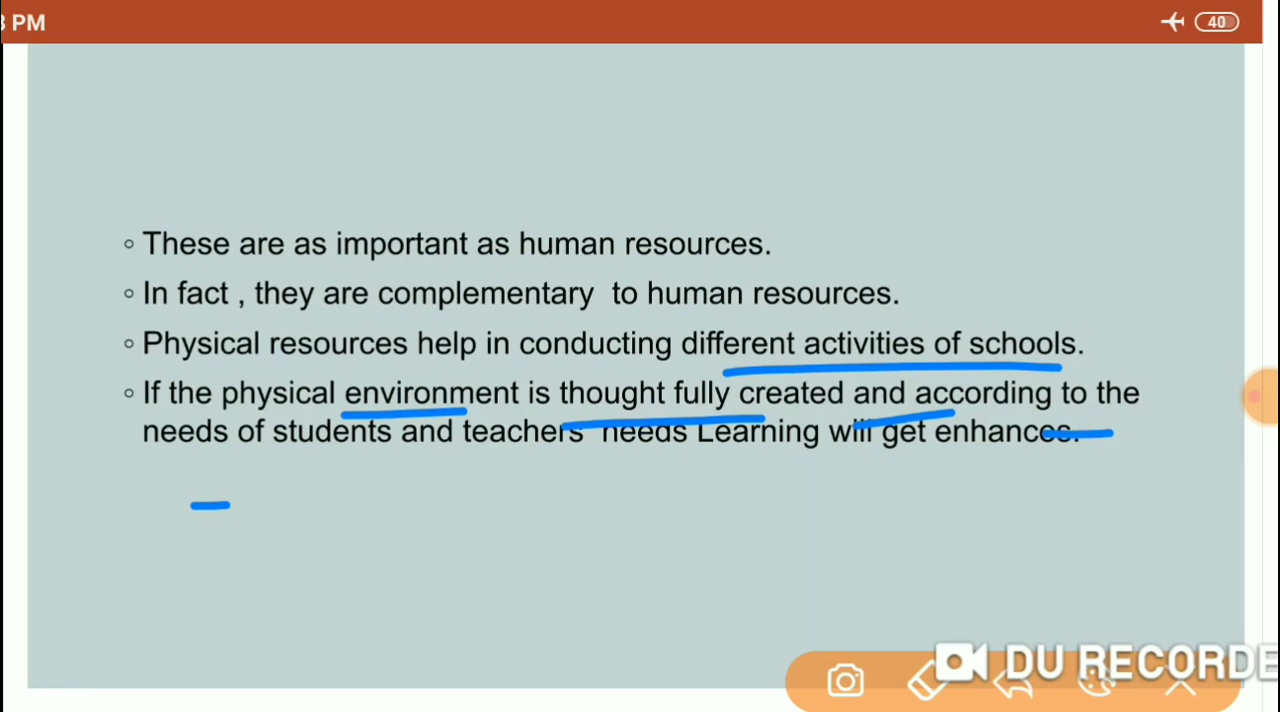 3 PM
40
◦ These are as important as human resources.
◦ In fact , they are complementary to human resources.
◦ Physical resources help in conducting different activities of schools.
◦ If the physical environment is thought fully created and according to the
needs of students and teachers needs Learning will get enhances.
DU RECORDE